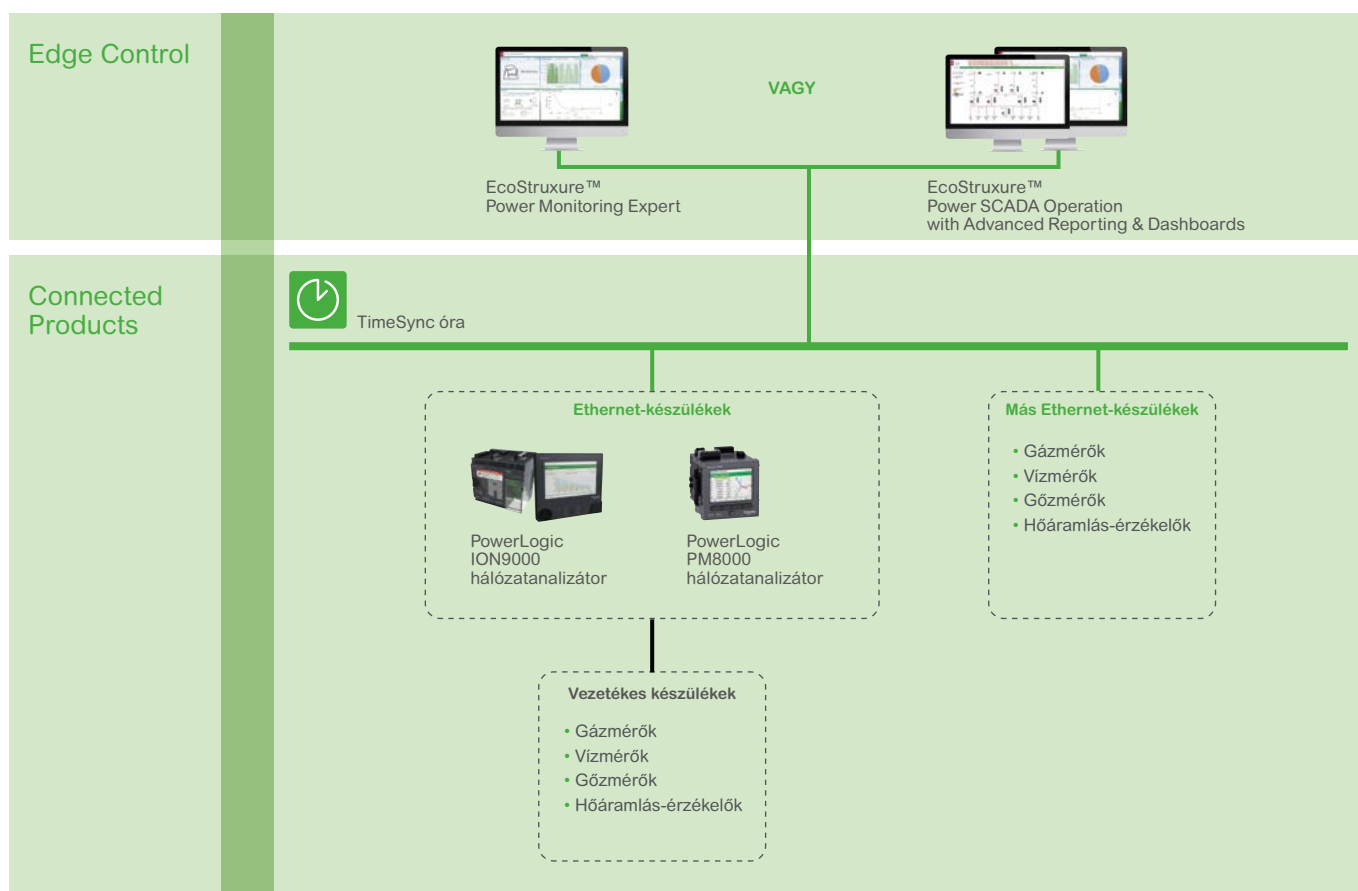 Edge Control
VAGY
EcoStruxure™
Power Monitoring Expert
EcoStruxure™
Power SCADA Operation
with Advanced Reporting & Dashboards
Connected
Products
TimeSync óra
Ethernet-készülékek
PowerLogic
ION9000
hálózatanalizátor
PowerLogic
PM8000
hálózatanalizátor
Más Ethernet-készülékek
• Gázmérők
• Vízmérők
• Gőzmérők
• Hőáramlás-érzékelők
Vezetékes készülékek
• Gázmérők
• Vízmérők
• Gőzmérők
• Hőáramlás-érzékelők